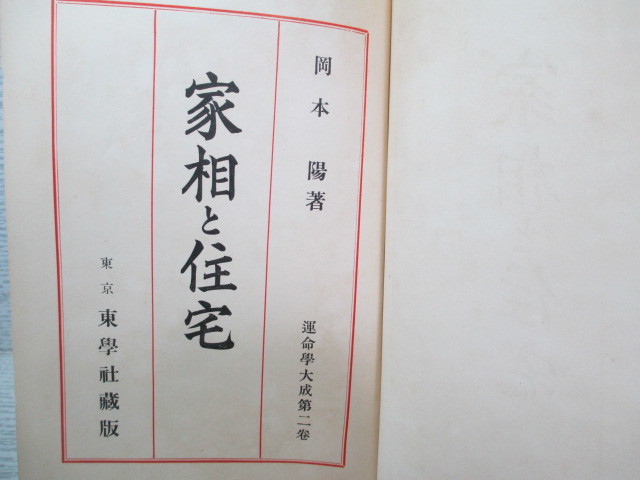 岡本陽著
運命學大成第二卷
家相と住宅
東京 東學社藏版